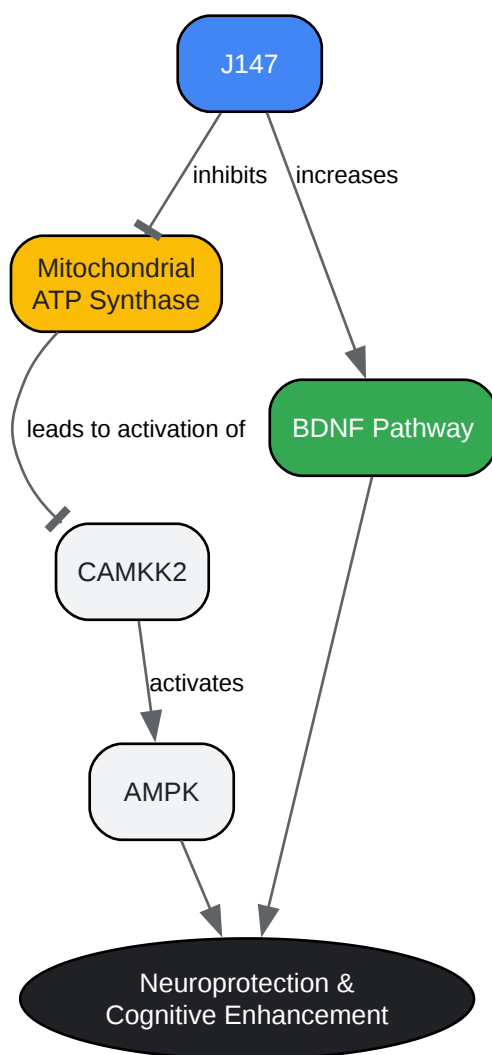 J147
inhibits
increases
Mitochondrial
ATP Synthase
leads to activation of
BDNF Pathway
CAMKK2
activates
AMPK
Neuroprotection &
Cognitive Enhancement